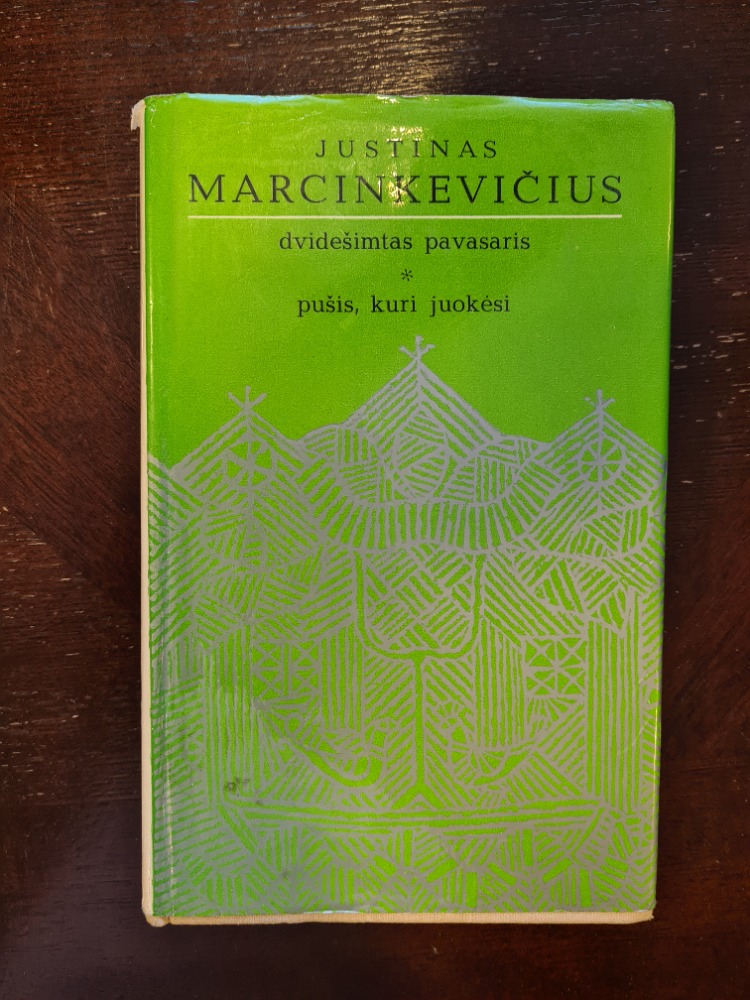 JUSTINAS
MARCINKEVIČIUS
dvidešimtas pavasaris
*
pušis, kuri juokėsi